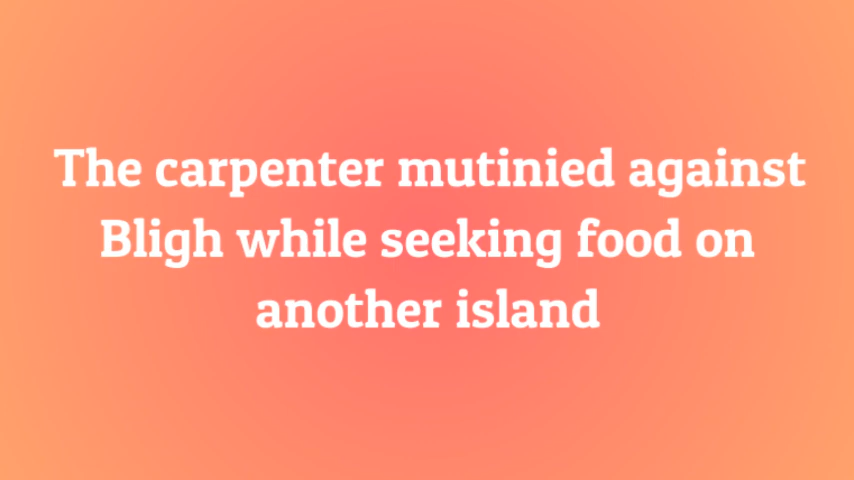 The carpenter mutinied against
Bligh while seeking food on
another island